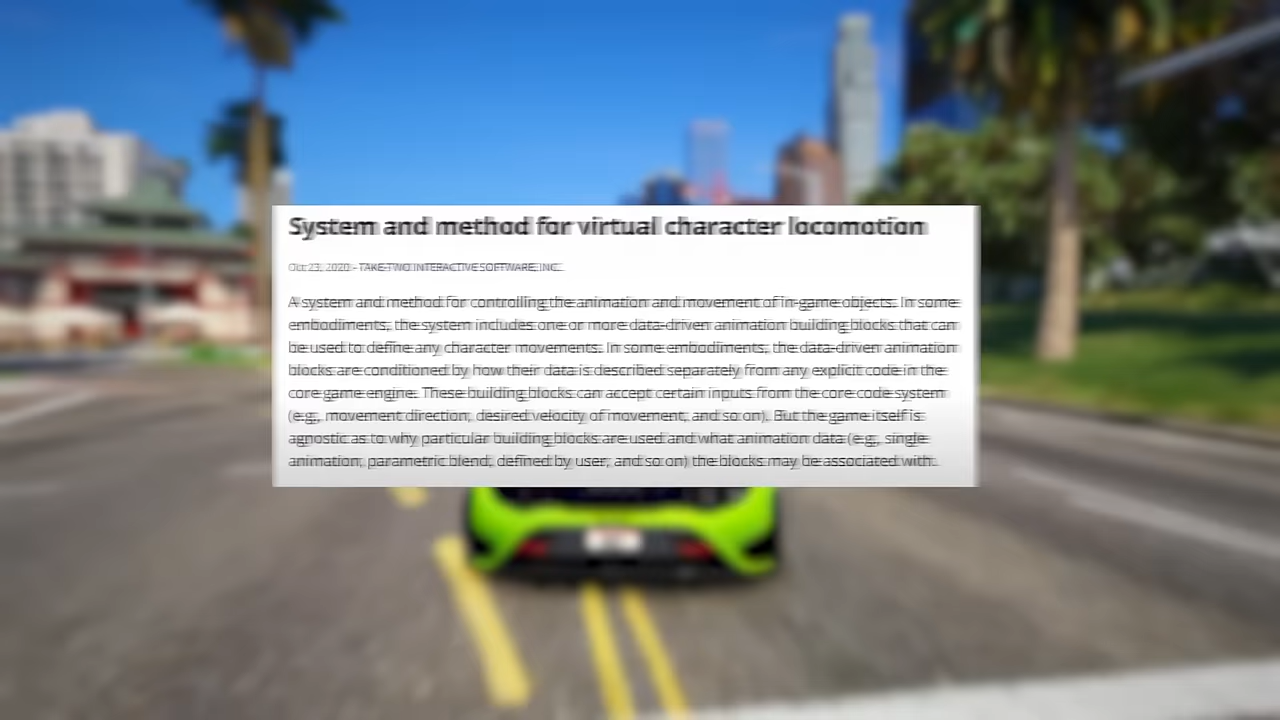 System and method for virtual character locomotion
Oct 23, 2020 - TAKE-TWO INTERACTIVE SOFTWARE, INC.
A system and method for controlling the animation and movement of in-game objects. In some
embodiments, the system includes one or more data-driven animation building blocks that can
be used to define any character movements. In some embodiments, the data-driven animation
blocks are conditioned by how their data is described separately from any explicit code in the
core game engine. These building blocks can accept certain inputs from the core code system
(e.g., movement direction, desired velocity of movement, and so on). But the game itself is
agnostic as to why particular building blocks are used and what animation data (e.g., single
animation, parametric blend, defined by user, and so on) the blocks may be associated with.